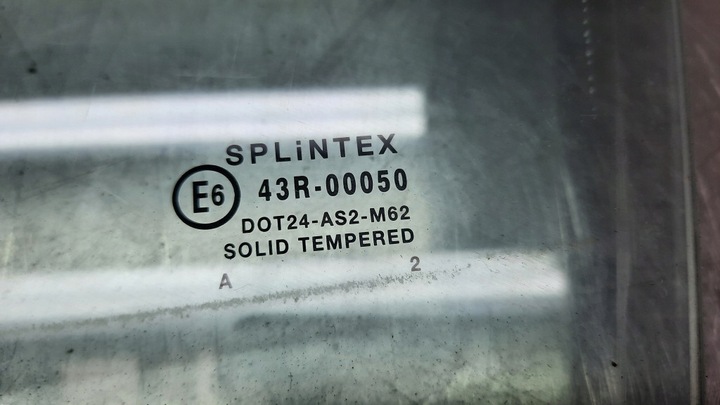 SPLiNTEX
E6 43R-00050
DOT24-AS2-M62
SOLID TEMPERED
A 2